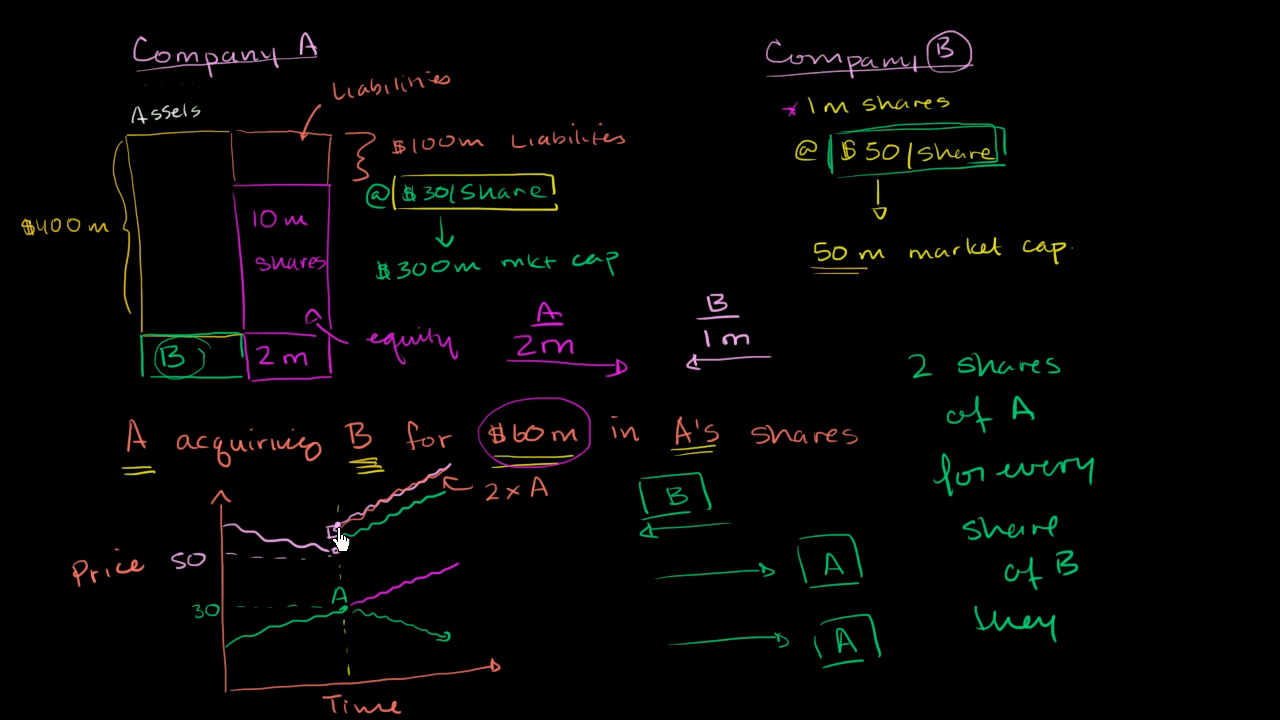 Company A
Assets
Liabilities
$100m Liabilites
@ $30/share
$300m mkt cap
$400m
10m
shares
equity
B
2m
A
2m
B
1m
Company B
* 1m shares
@ $50/share
50m market cap.
A acquiring B for $60m in A's shares
2 x A
Price
50
30
B
A
Time
B
A
A
2 shares
of A
for every
share
of B
they